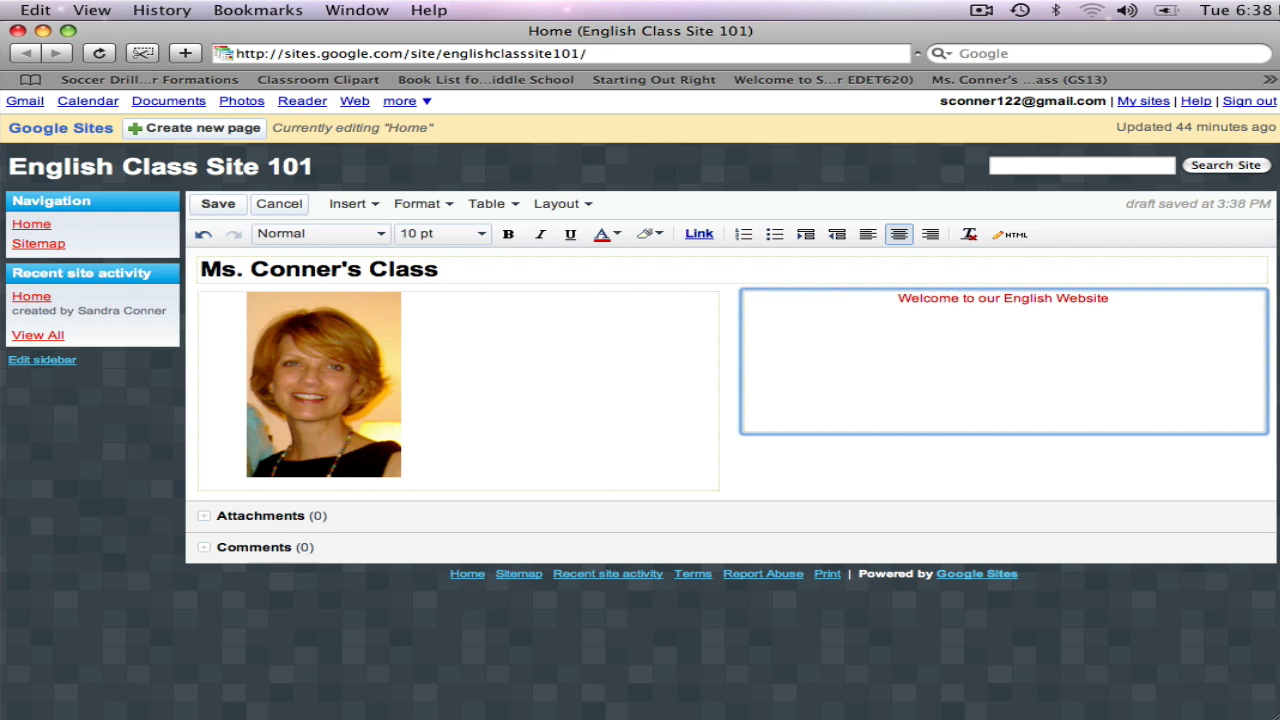 Edit View History Bookmarks Window Help Tue 6:38
Home (English Class Site 101)
http://sites.google.com/site/englishclasssite101/ Google
Soccer Drill...r Formations Classroom Clipart Book List fo...iddle School Starting Out Right Welcome to S...r EDET620) Ms. Conner's ...ass (GS13)
Gmail Calendar Documents Photos Reader Web more sconner122@gmail.com | My sites | Help | Sign out
Google Sites Create new page Currently editing "Home" Updated 44 minutes ago
English Class Site 101 Search Site
Navigation
Home
Sitemap
Recent site activity
Home
created by Sandra Conner
View All
Edit sidebar
Save Cancel Insert Format Table Layout draft saved at 3:38 PM
Normal 10 pt B I U A Link HTML
Ms. Conner's Class
Welcome to our English Website
Attachments (0)
Comments (0)
Home Sitemap Recent site activity Terms Report Abuse Print | Powered by Google Sites